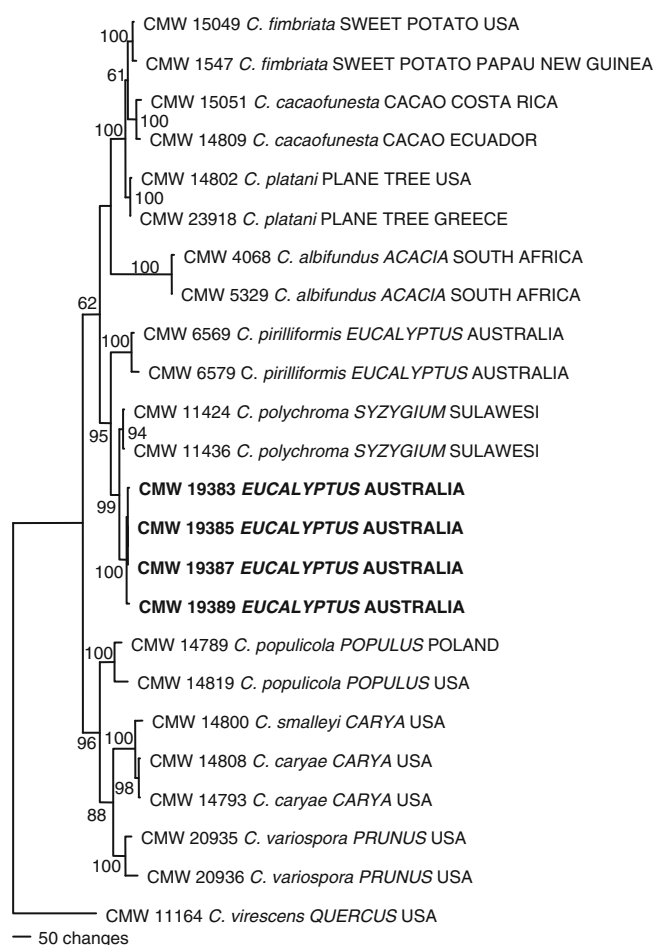 CMW 15049 C. fimbriata SWEET POTATO USA
100
CMW 1547 C. fimbriata SWEET POTATO PAPAU NEW GUINEA
61
CMW 15051 C. cacaofunesta CACAO COSTA RICA
100
100
CMW 14809 C. cacaofunesta CACAO ECUADOR
CMW 14802 C. platani PLANE TREE USA
100
CMW 23918 C. platani PLANE TREE GREECE
CMW 4068 C. albifundus ACACIA SOUTH AFRICA
100
CMW 5329 C. albifundus ACACIA SOUTH AFRICA
62
CMW 6569 C. pirilliformis EUCALYPTUS AUSTRALIA
100
CMW 6579 C. pirilliformis EUCALYPTUS AUSTRALIA
CMW 11424 C. polychroma SYZYGIUM SULAWESI
95
94
CMW 11436 C. polychroma SYZYGIUM SULAWESI
CMW 19383 EUCALYPTUS AUSTRALIA
99
CMW 19385 EUCALYPTUS AUSTRALIA
CMW 19387 EUCALYPTUS AUSTRALIA
100
CMW 19389 EUCALYPTUS AUSTRALIA
CMW 14789 C. populicola POPULUS POLAND
100
CMW 14819 C. populicola POPULUS USA
CMW 14800 C. smalleyi CARYA USA
100
96
CMW 14808 C. caryae CARYA USA
98
CMW 14793 C. caryae CARYA USA
88
CMW 20935 C. variospora PRUNUS USA
100
CMW 20936 C. variospora PRUNUS USA
CMW 11164 C. virescens QUERCUS USA
50 changes